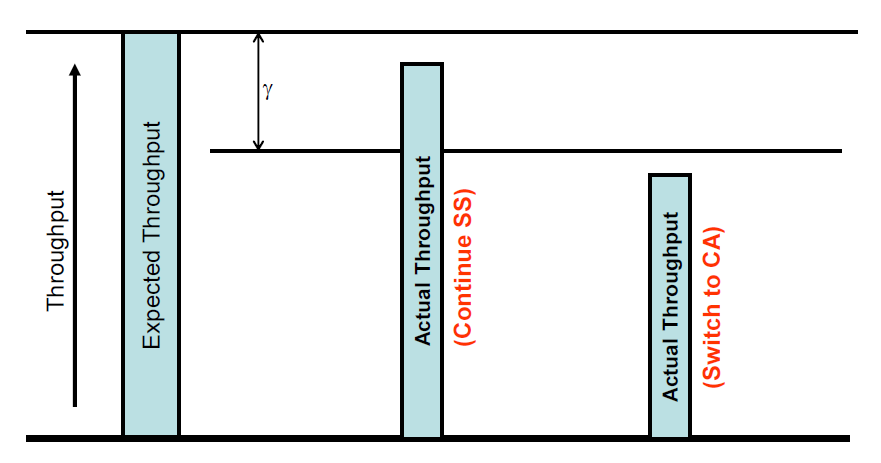 Throughput
Expected Throughput
γ
Actual Throughput
(Continue SS)
Actual Throughput
(Switch to CA)